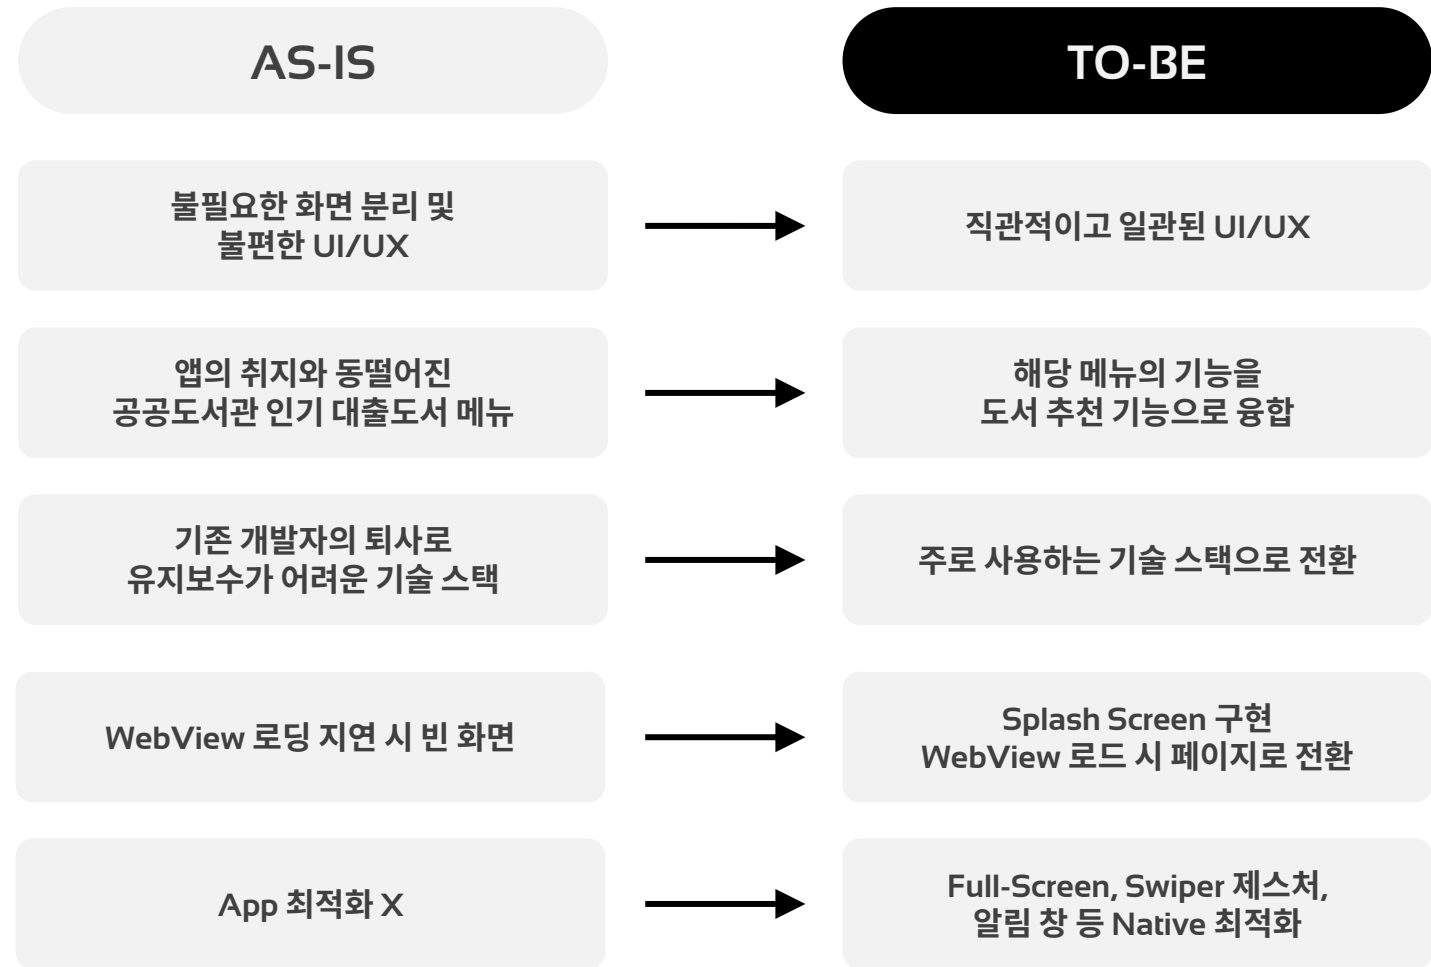 AS-IS
TO-BE
불필요한 화면 분리 및
불편한 UI/UX
직관적이고 일관된 UI/UX
앱의 취지와 동떨어진
공공도서관 인기 대출도서 메뉴
해당 메뉴의 기능을
도서 추천 기능으로 융합
기존 개발자의 퇴사로
유지보수가 어려운 기술 스택
주로 사용하는 기술 스택으로 전환
WebView 로딩 지연 시 빈 화면
Splash Screen 구현
WebView 로드 시 페이지로 전환
App 최적화 X
Full-Screen, Swiper 제스처,
알림 창 등 Native 최적화